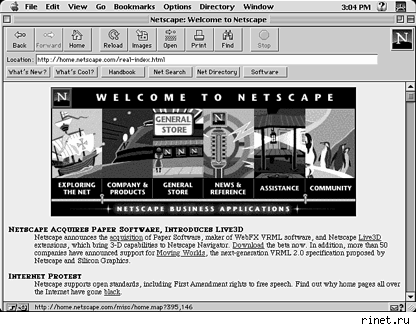 File Edit View Go Bookmarks Options Directory Window 3:04 PM
Netscape: Welcome to Netscape
Back Forward Home Reload Images Open Print Find Stop
N
Location: http://home.netscape.com/real-index.html
What's New? What's Cool? Handbook Net Search Net Directory Software
N WELCOME TO NETSCAPE
GENERAL
STORE
EXPLORING
THE NET
COMPANY &
PRODUCTS
GENERAL
STORE
NEWS &
REFERENCE
ASSISTANCE
COMMUNITY
NETSCAPE BUSINESS APPLICATIONS
NETSCAPE ACQUIRES PAPER SOFTWARE, INTRODUCES LIVE3D
Netscape announces the acquisition of Paper Software, maker of WebFX VRML software, and Netscape Live3D
extensions, which bring 3-D capabilities to Netscape Navigator. Download the beta now. In addition, more than 50
companies have announced support for Moving Worlds, the next-generation VRML 2.0 specification proposed by
Netscape and Silicon Graphics.
INTERNET PROTEST
Netscape supports open standards, including First Amendment rights to free speech. Find out why home pages all over
the Internet have gone black.
http://home.netscape.com/misc/home.map?395,146
rinet.ru